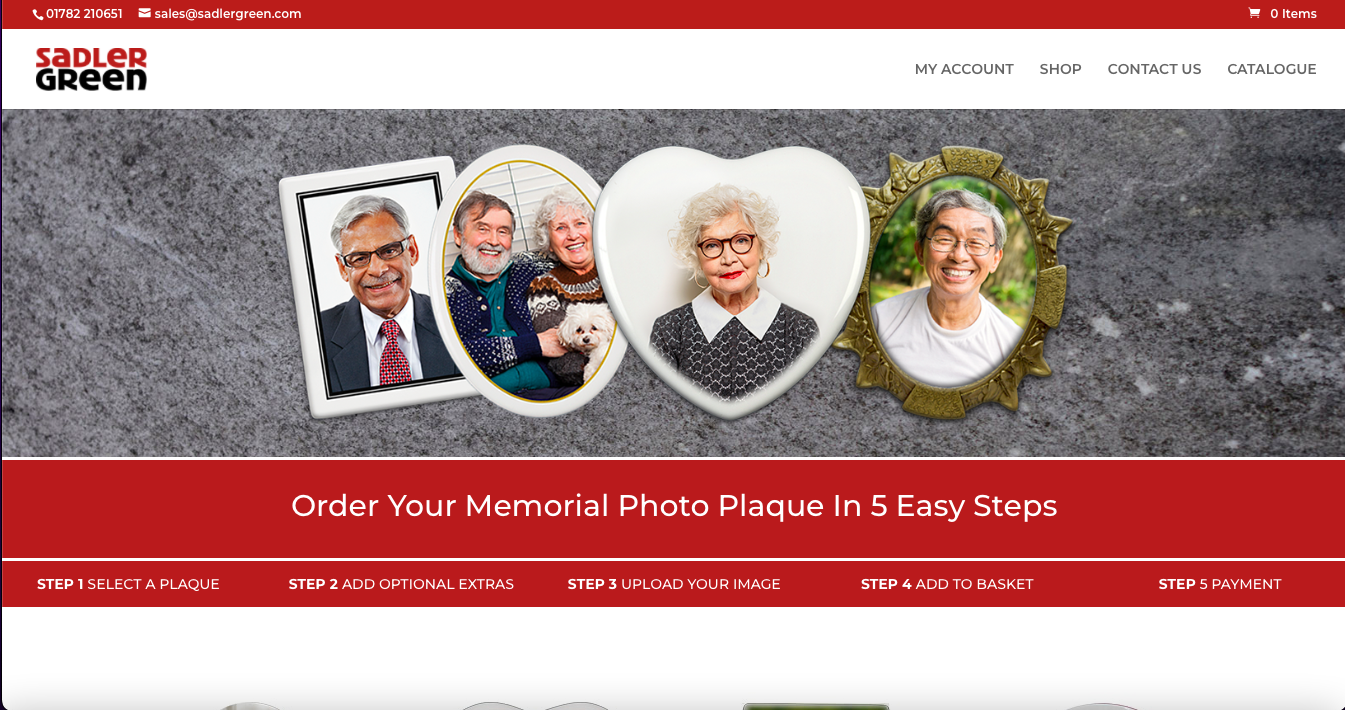 01782 210651 sales@sadlergreen.com 0 Items
SADLER
GREEN
MY ACCOUNT SHOP CONTACT US CATALOGUE
Order Your Memorial Photo Plaque In 5 Easy Steps
STEP 1 SELECT A PLAQUE STEP 2 ADD OPTIONAL EXTRAS STEP 3 UPLOAD YOUR IMAGE STEP 4 ADD TO BASKET STEP 5 PAYMENT